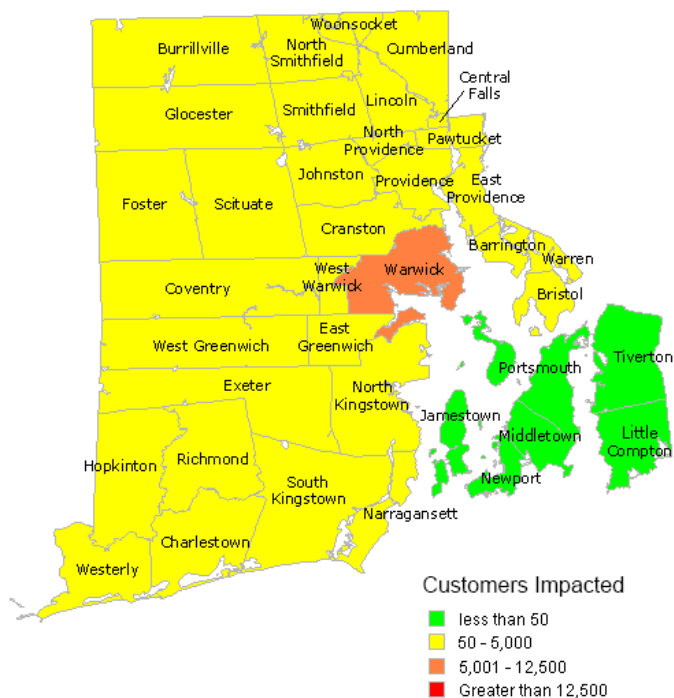 Woonsocket
Burrillville
North
Smithfield
Cumberland
Central
Falls
Glocester
Smithfield
Lincoln
North
Providence
Pawtucket
Johnston
Providence
East
Providence
Foster
Scituate
Cranston
Barrington
Warren
West
Warwick
Warwick
Coventry
Bristol
East
Greenwich
West Greenwich
Portsmouth
Tiverton
Exeter
North
Kingstown
Jamestown
Middletown
Little
Compton
Hopkinton
Richmond
South
Kingstown
Newport
Narragansett
Charlestown
Westerly
Customers Impacted
less than 50
50 - 5,000
5,001 - 12,500
Greater than 12,500